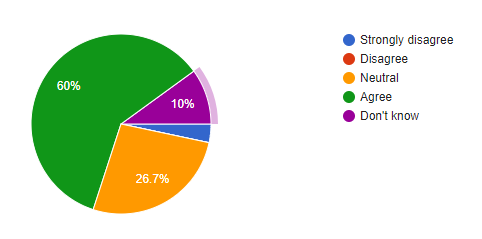 60%
10%
26.7%
Strongly disagree
Disagree
Neutral
Agree
Don't know